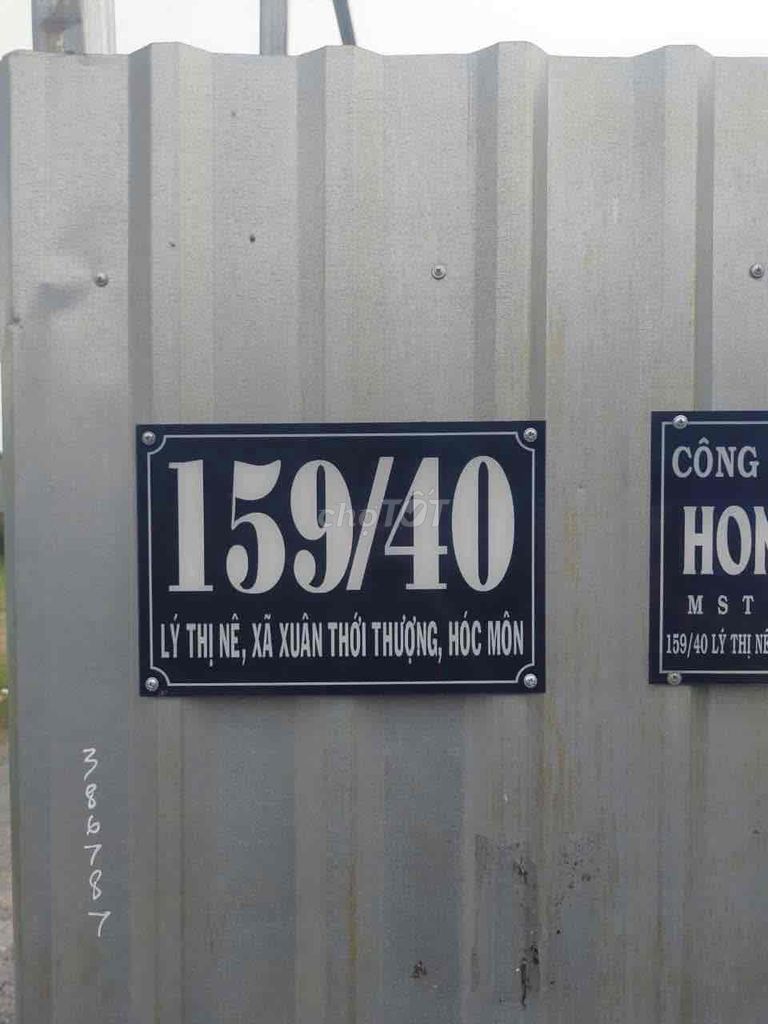 159/40
LÝ THỊ NÊ, XÃ XUÂN THỚI THƯỢNG, HÓC MÔN
chợTỐT
CÔNG
HON
MST
159/40 LÝ THỊ NÊ
386787